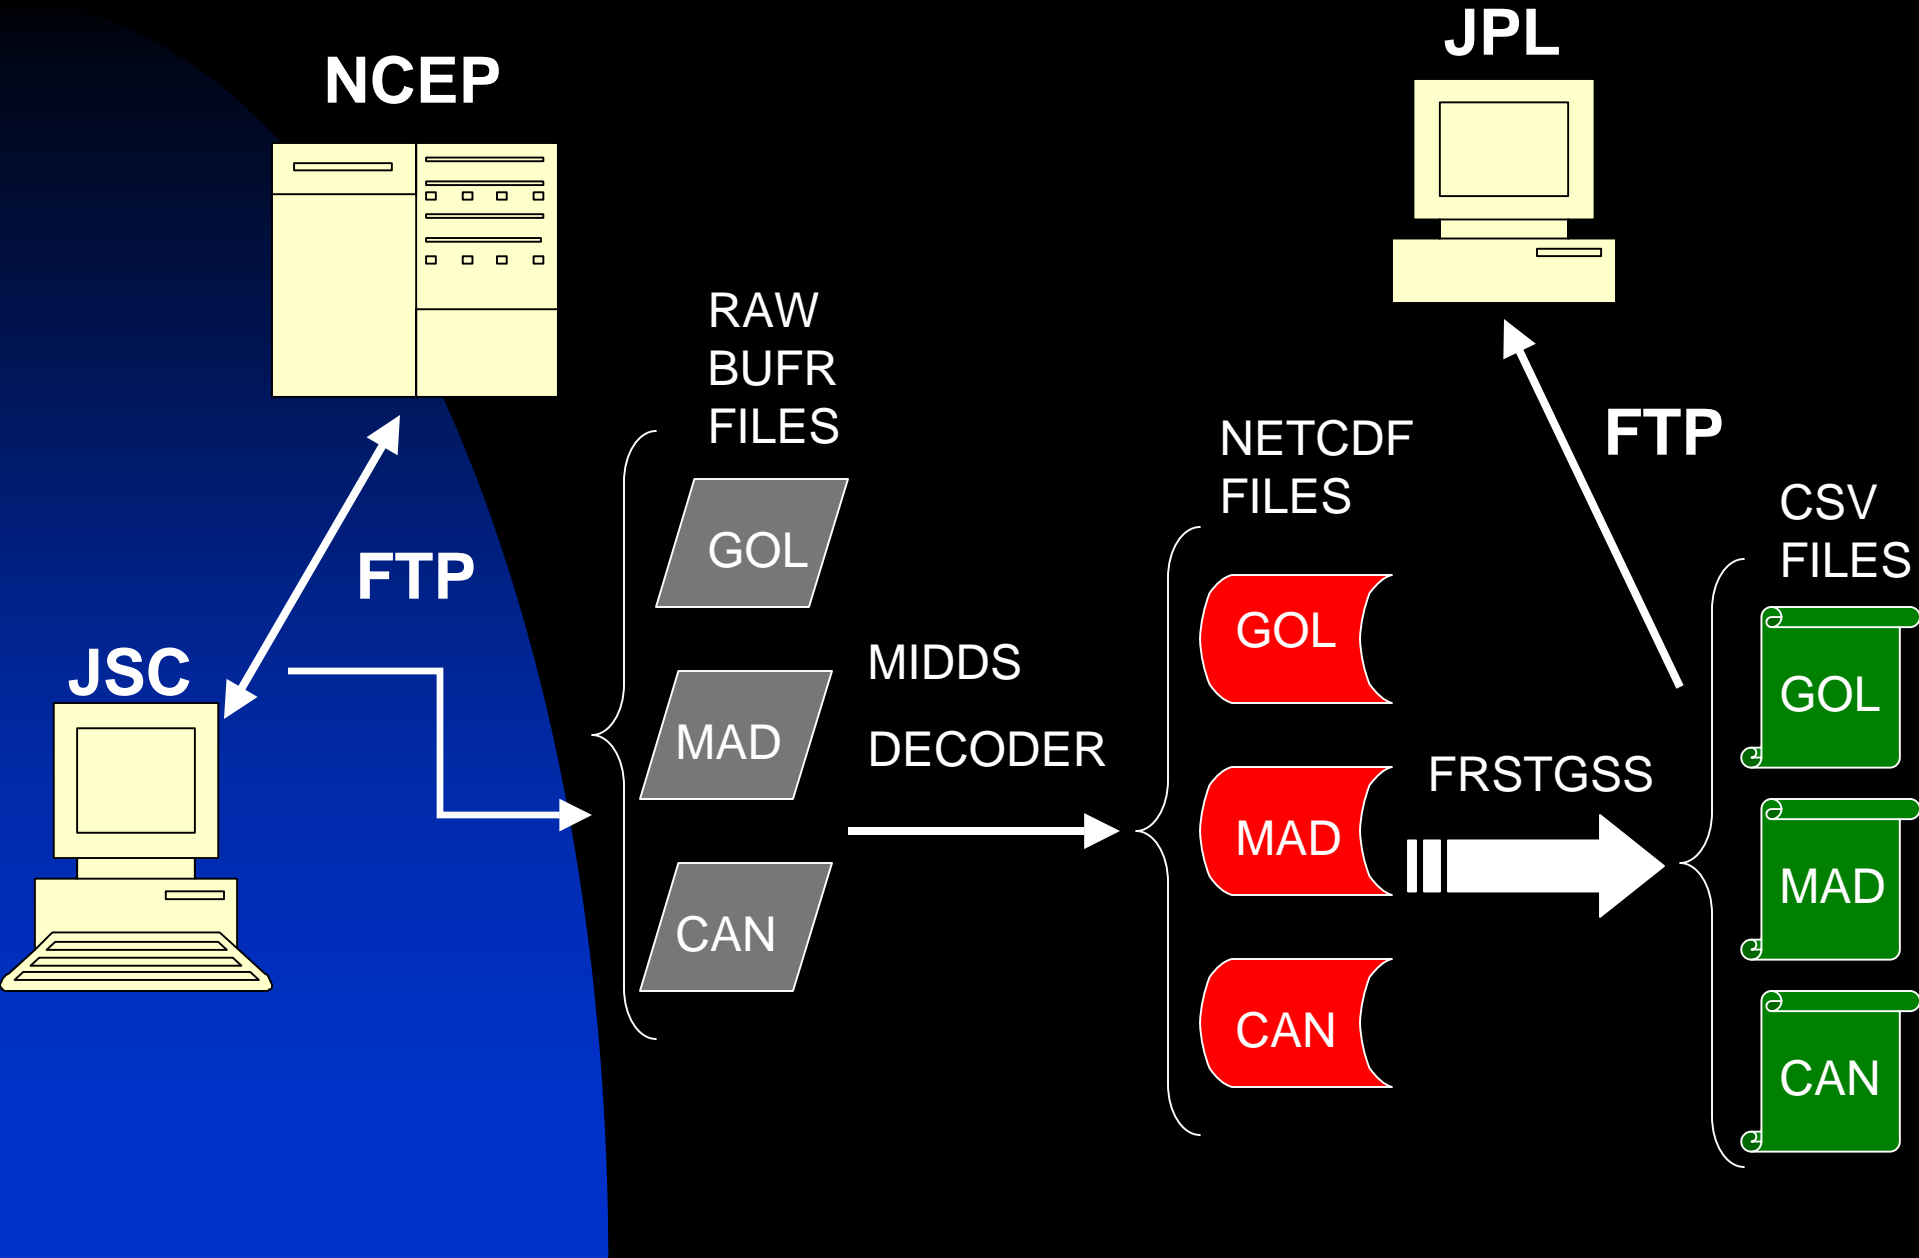 NCEP
JPL
RAW
BUFR
FILES
FTP
NETCDF
FILES
FTP
CSV
FILES
JSC
GOL
MAD
CAN
MIDDS
DECODER
GOL
MAD
CAN
FRSTGSS
GOL
MAD
CAN